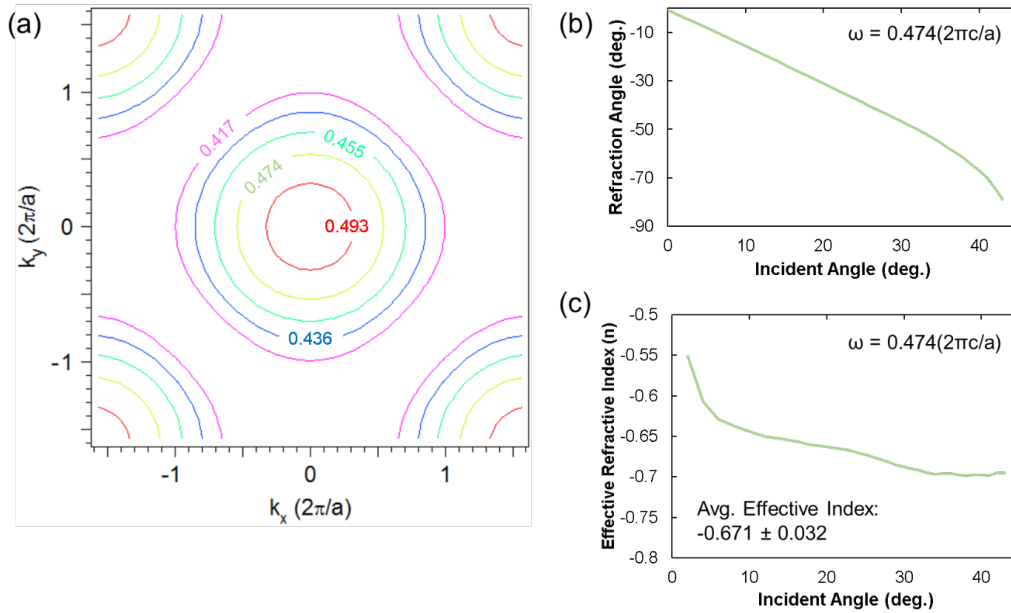 (a)
0.417
0.455
0.474
0.493
0.436
1
0
-1
k_y (2π/a)
-1
0
1
k_x (2π/a)
(b)
ω = 0.474(2πc/a)
-10
-30
-50
-70
-90
Refraction Angle (deg.)
0
10
20
30
40
Incident Angle (deg.)
(c)
ω = 0.474(2πc/a)
-0.5
-0.55
-0.6
-0.65
-0.7
-0.75
-0.8
Effective Refractive Index (n)
Avg. Effective Index:
-0.671 ± 0.032
0
10
20
30
40
Incident Angle (deg.)